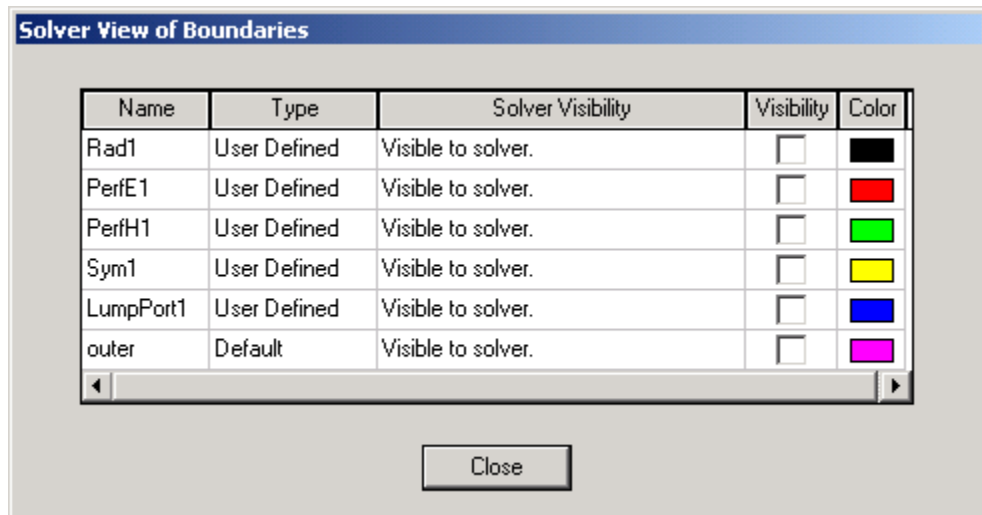 Solver View of Boundaries
Name Type Solver Visibility Visibility Color
Rad1 User Defined Visible to solver.
PerfE1 User Defined Visible to solver.
PerfH1 User Defined Visible to solver.
Sym1 User Defined Visible to solver.
LumpPort1 User Defined Visible to solver.
outer Default Visible to solver.
Close